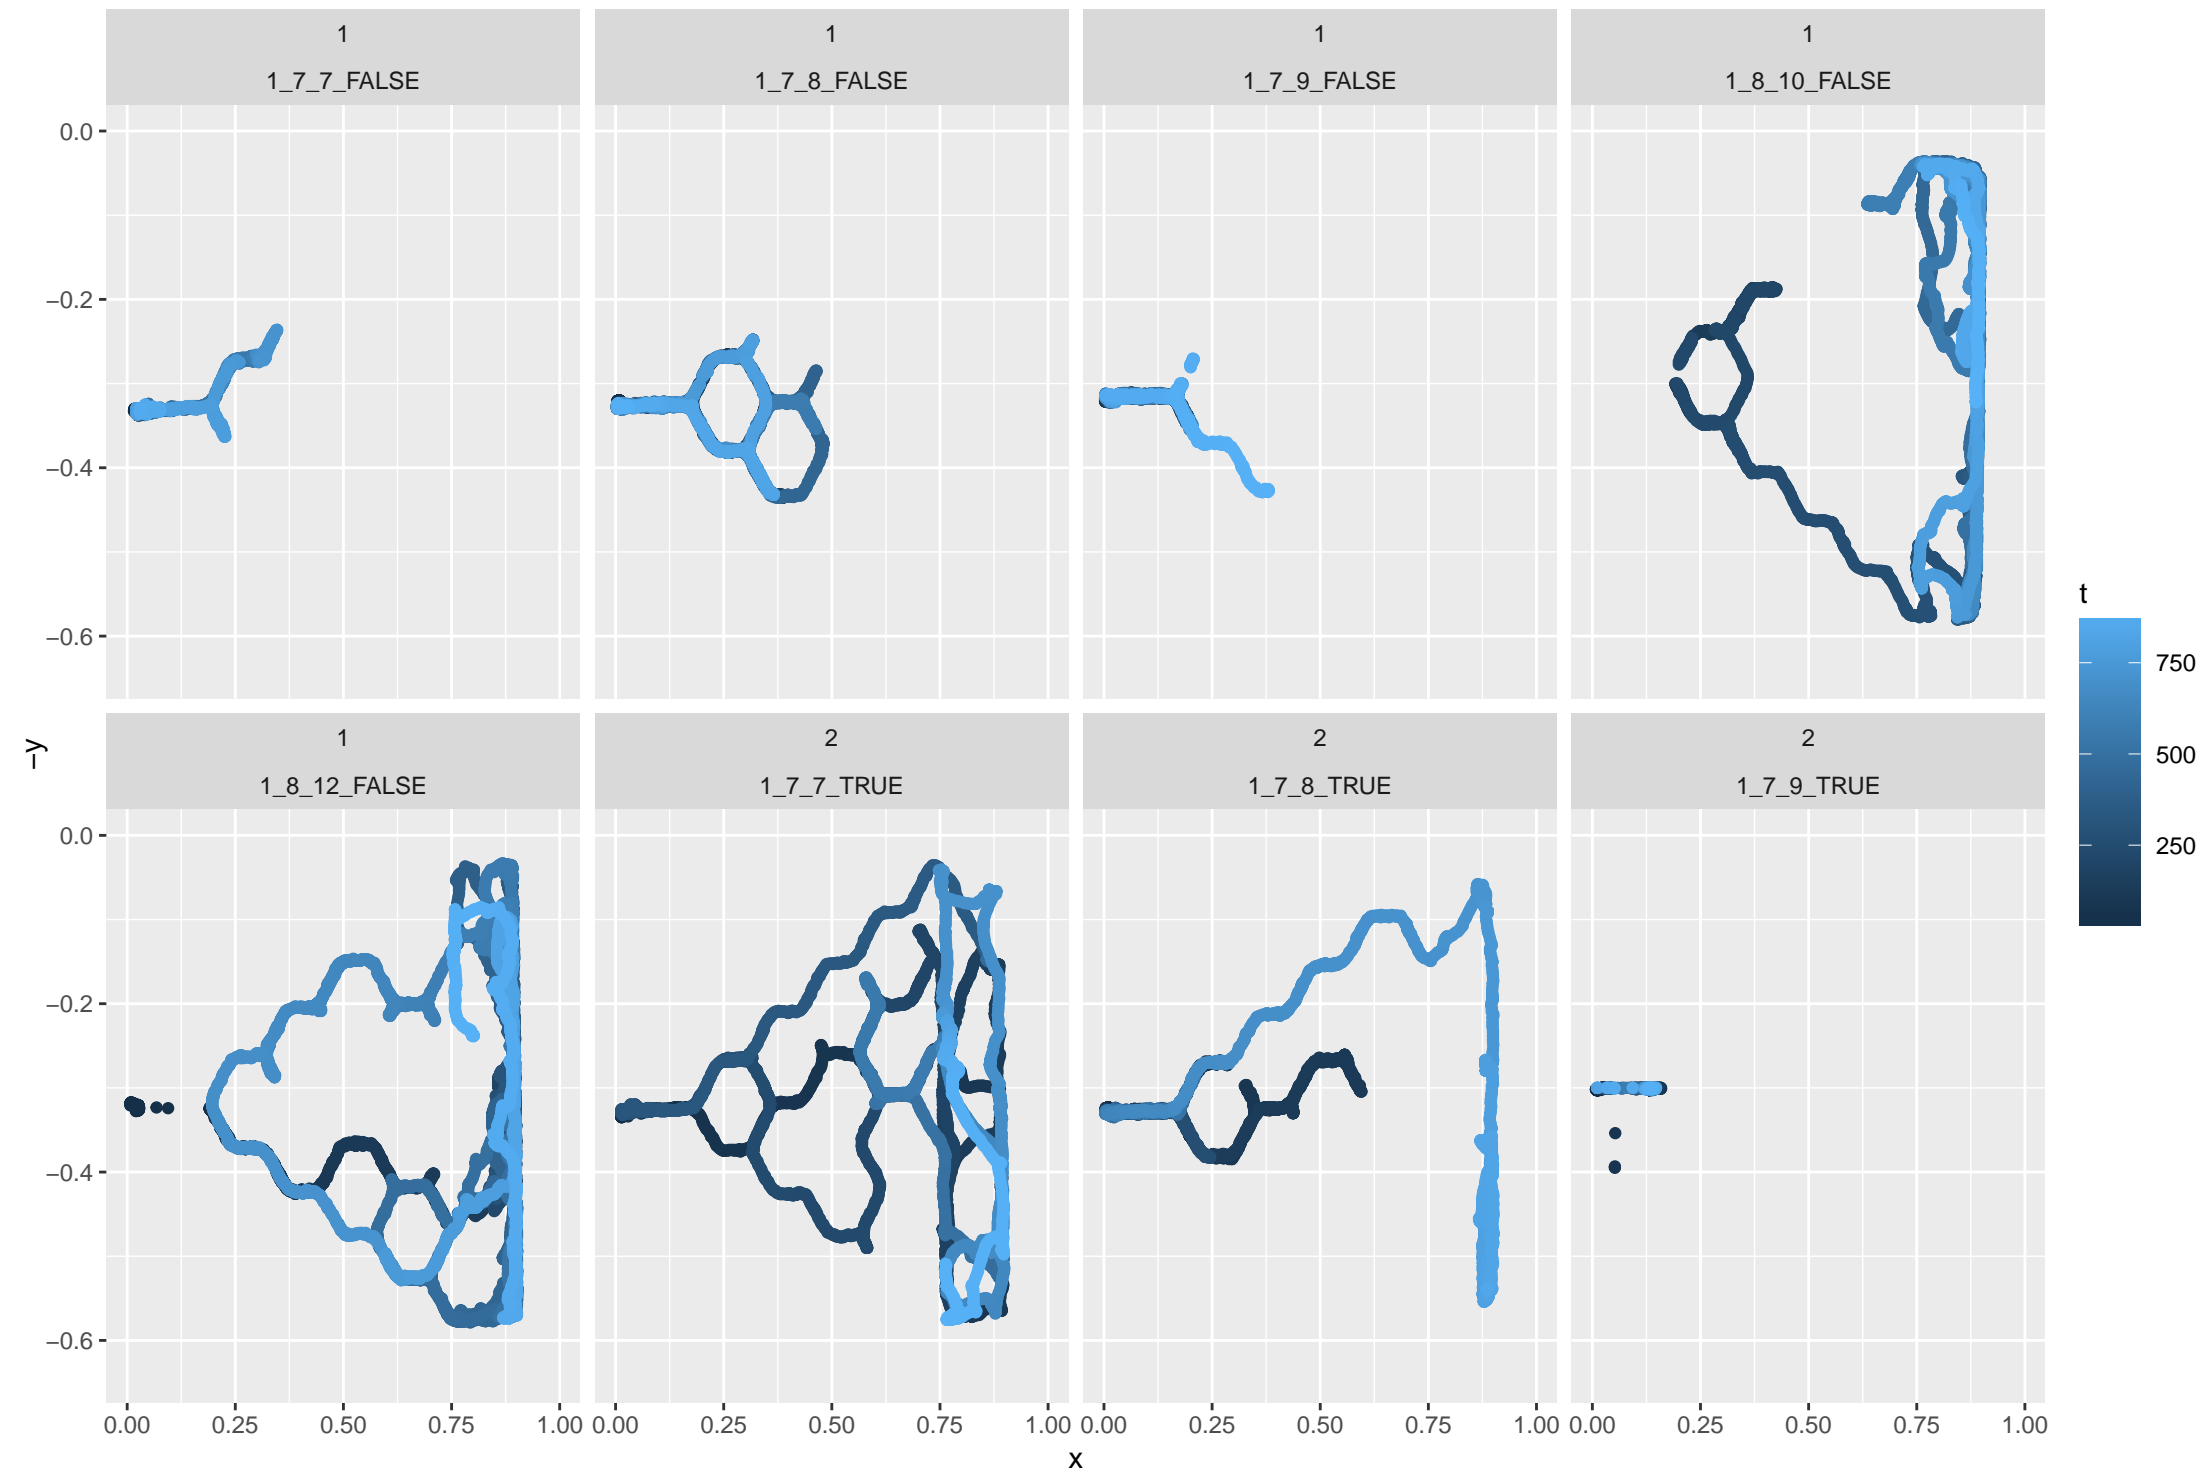 1 1 1 1
1_7_7_FALSE 1_7_8_FALSE 1_7_9_FALSE 1_8_10_FALSE
0.0
−0.2
−0.4
−0.6
1 2 2 2
1_8_12_FALSE 1_7_7_TRUE 1_7_8_TRUE 1_7_9_TRUE
0.0
−0.2
−0.4
−0.6
0.00 0.25 0.50 0.75 1.00 0.00 0.25 0.50 0.75 1.00 0.00 0.25 0.50 0.75 1.00 0.00 0.25 0.50 0.75 1.00
x
−y
t
750
500
250